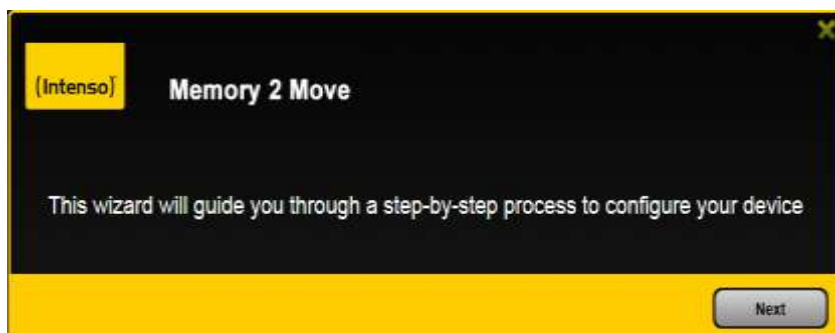 (Intenso)
Memory 2 Move
This wizard will guide you through a step-by-step process to configure your device
Next